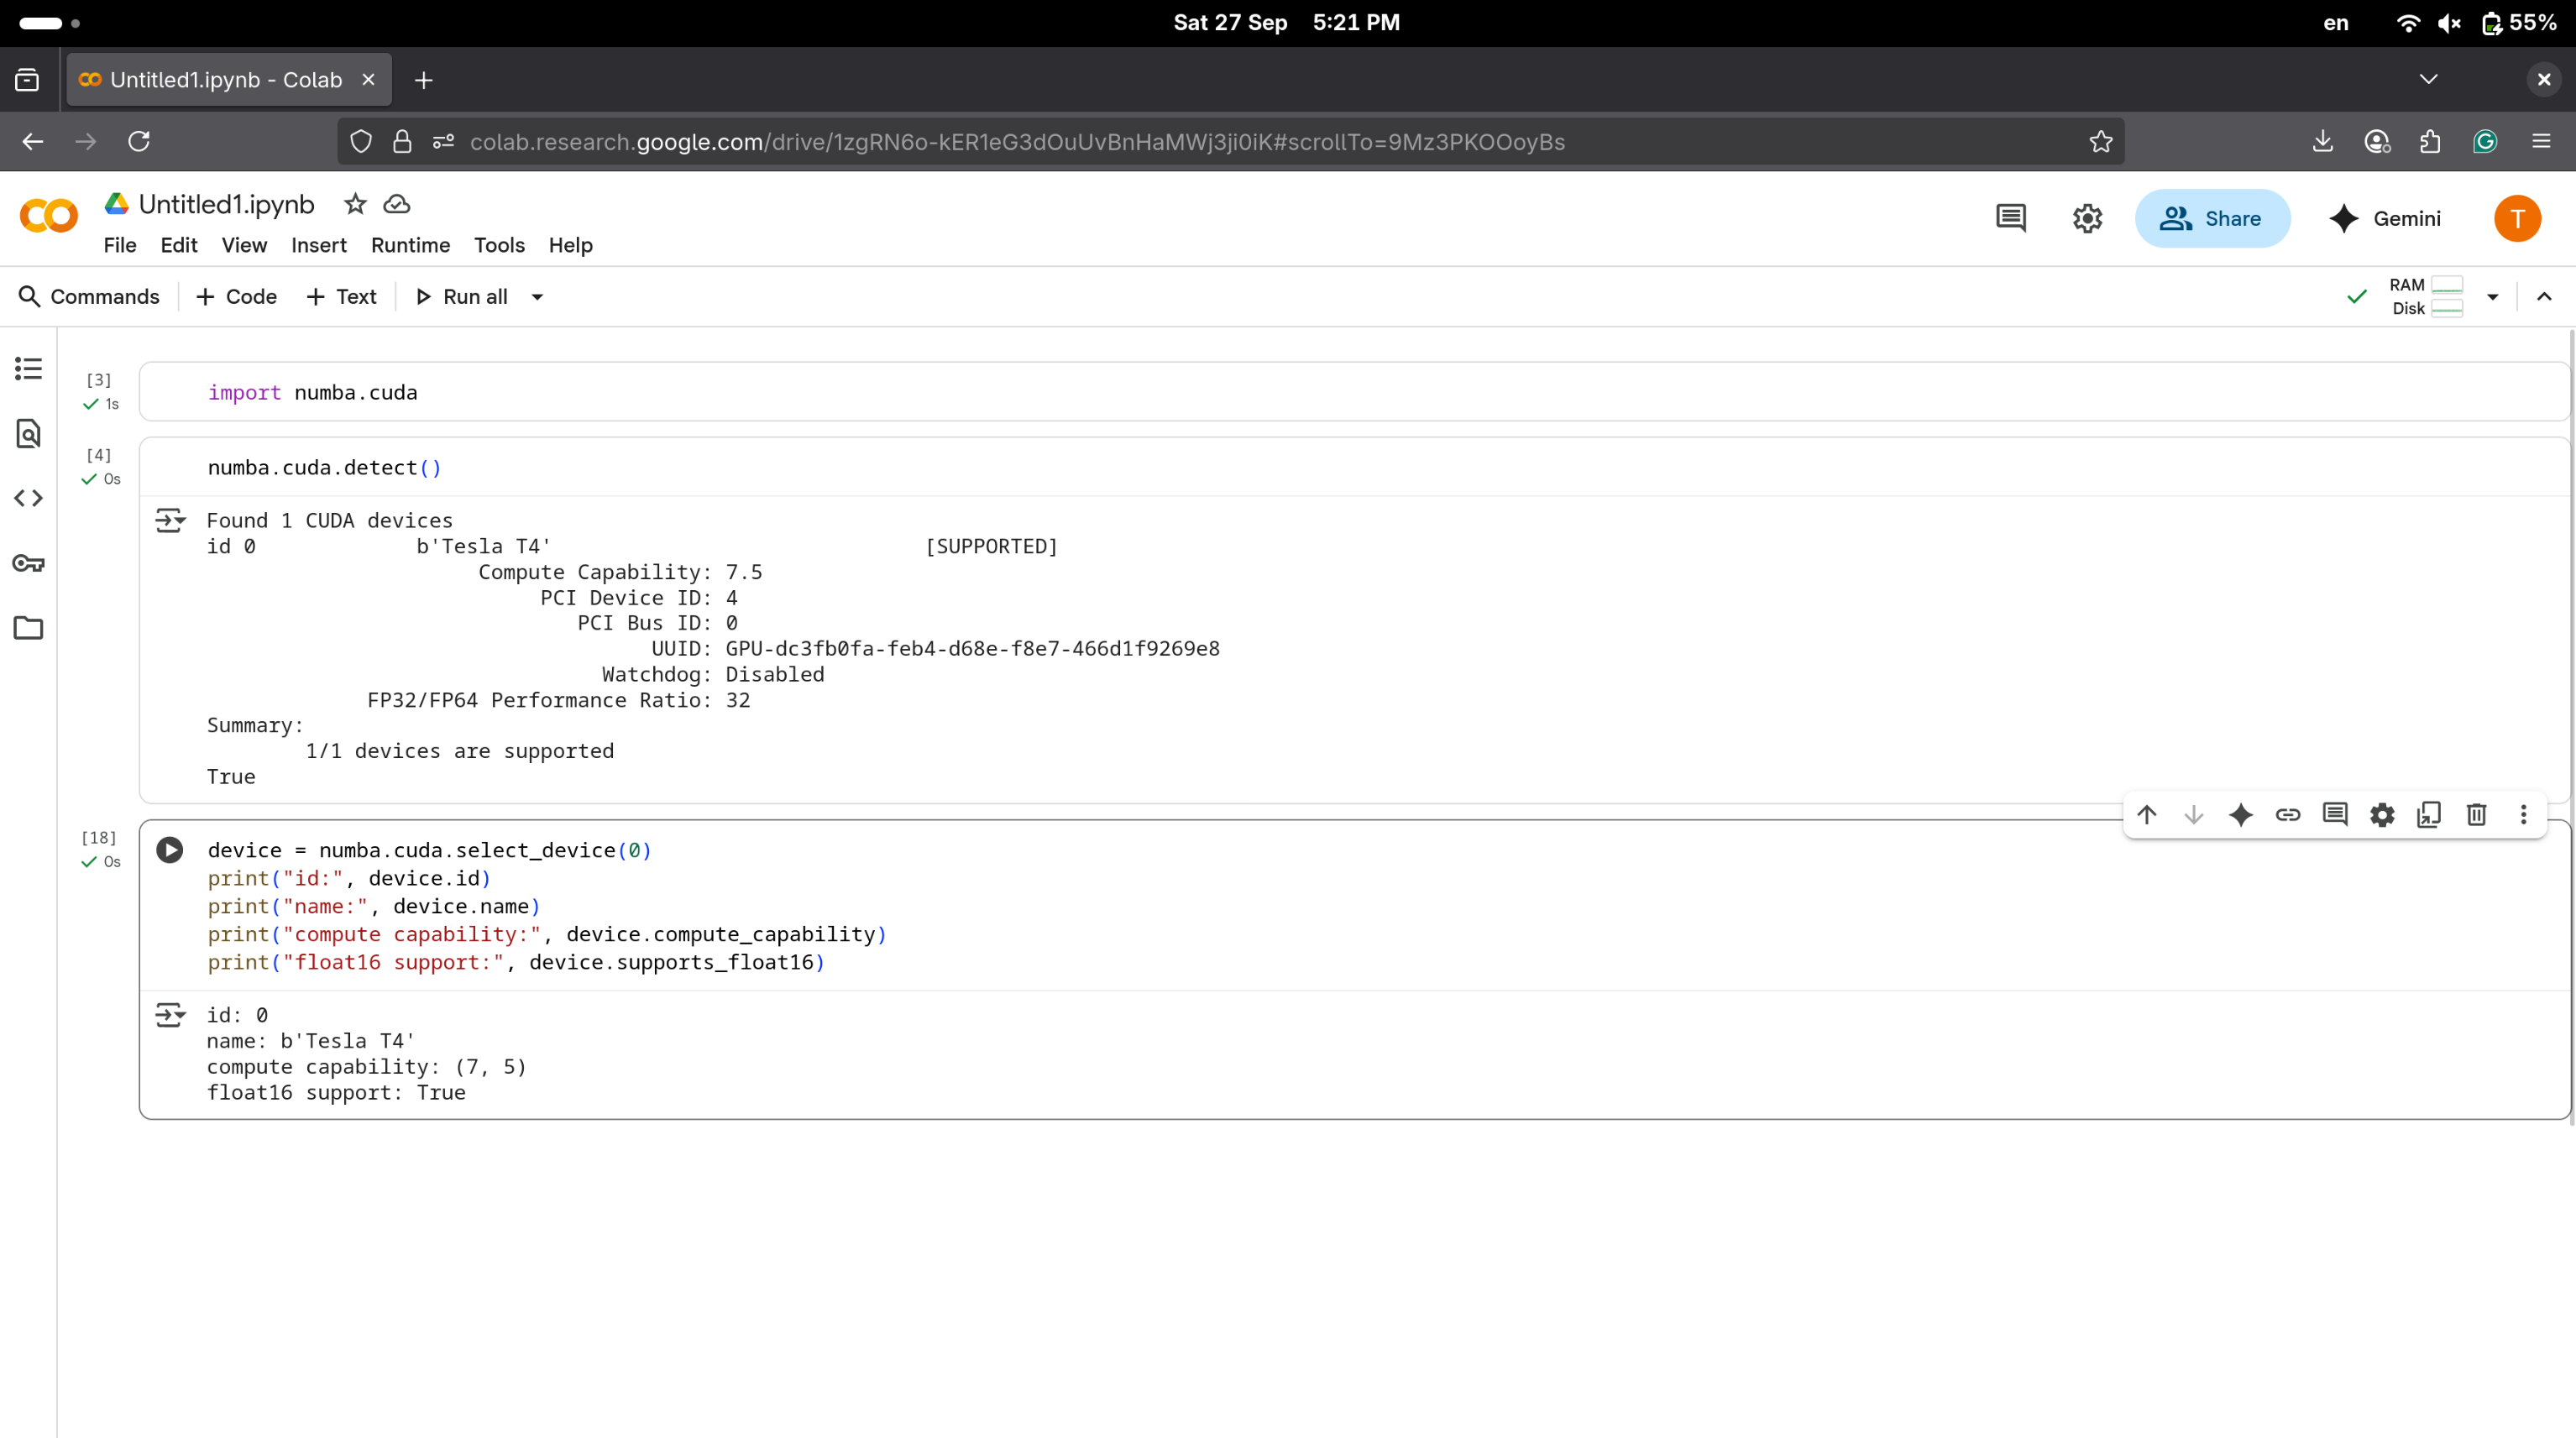 Sat 27 Sep 5:21 PM
en 55%
Untitled1.ipynb - Colab
colab.research.google.com/drive/1zgRN6o-kER1eG3dOuUvBnHaMWj3ji0iK#scrollTo=9Mz3PKOOoyBs
Untitled1.ipynb
File Edit View Insert Runtime Tools Help
Share Gemini T
Commands + Code + Text Run all
RAM
Disk
[3]
1s
import numba.cuda
[4]
0s
numba.cuda.detect()
Found 1 CUDA devices
id 0 b'Tesla T4' [SUPPORTED]
Compute Capability: 7.5
PCI Device ID: 4
PCI Bus ID: 0
UUID: GPU-dc3fb0fa-feb4-d68e-f8e7-466d1f9269e8
Watchdog: Disabled
FP32/FP64 Performance Ratio: 32
Summary:
1/1 devices are supported
True
[18]
0s
device = numba.cuda.select_device(0)
print("id:", device.id)
print("name:", device.name)
print("compute capability:", device.compute_capability)
print("float16 support:", device.supports_float16)
id: 0
name: b'Tesla T4'
compute capability: (7, 5)
float16 support: True